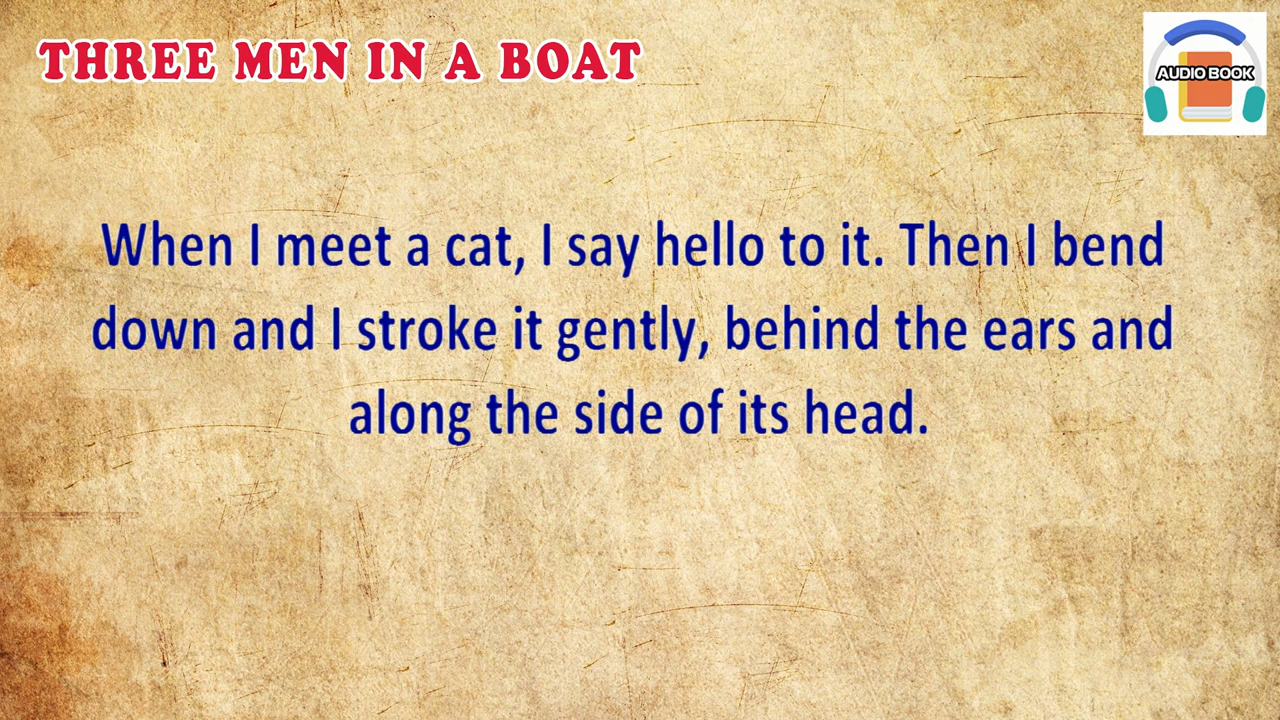 THREE MEN IN A BOAT
AUDIO BOOK
When I meet a cat, I say hello to it. Then I bend
down and I stroke it gently, behind the ears and
along the side of its head.